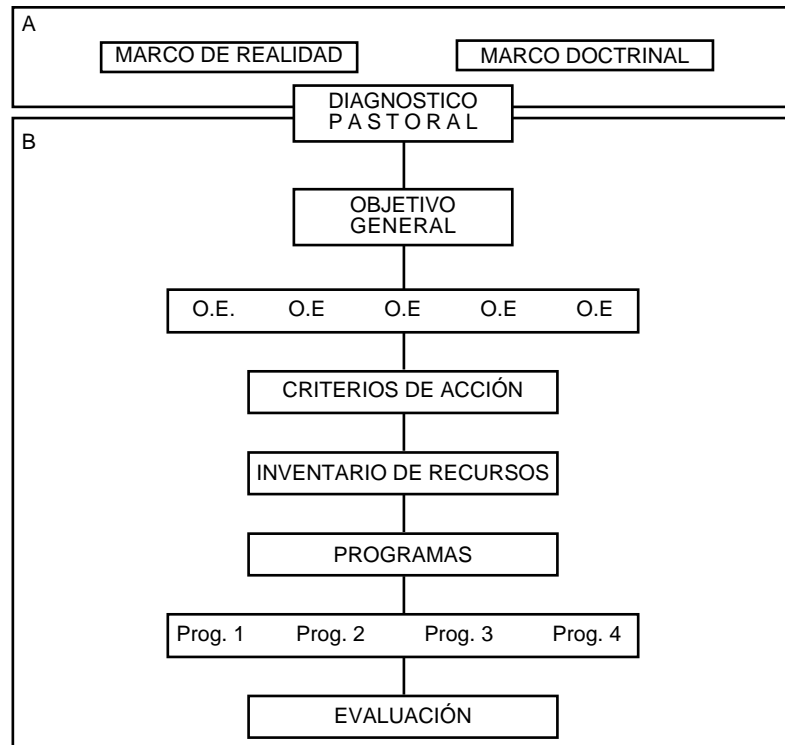 A
MARCO DE REALIDAD
MARCO DOCTRINAL
DIAGNOSTICO
PASTORAL
B
OBJETIVO
GENERAL
O.E. O.E O.E O.E O.E
CRITERIOS DE ACCIÓN
INVENTARIO DE RECURSOS
PROGRAMAS
Prog. 1 Prog. 2 Prog. 3 Prog. 4
EVALUACIÓN